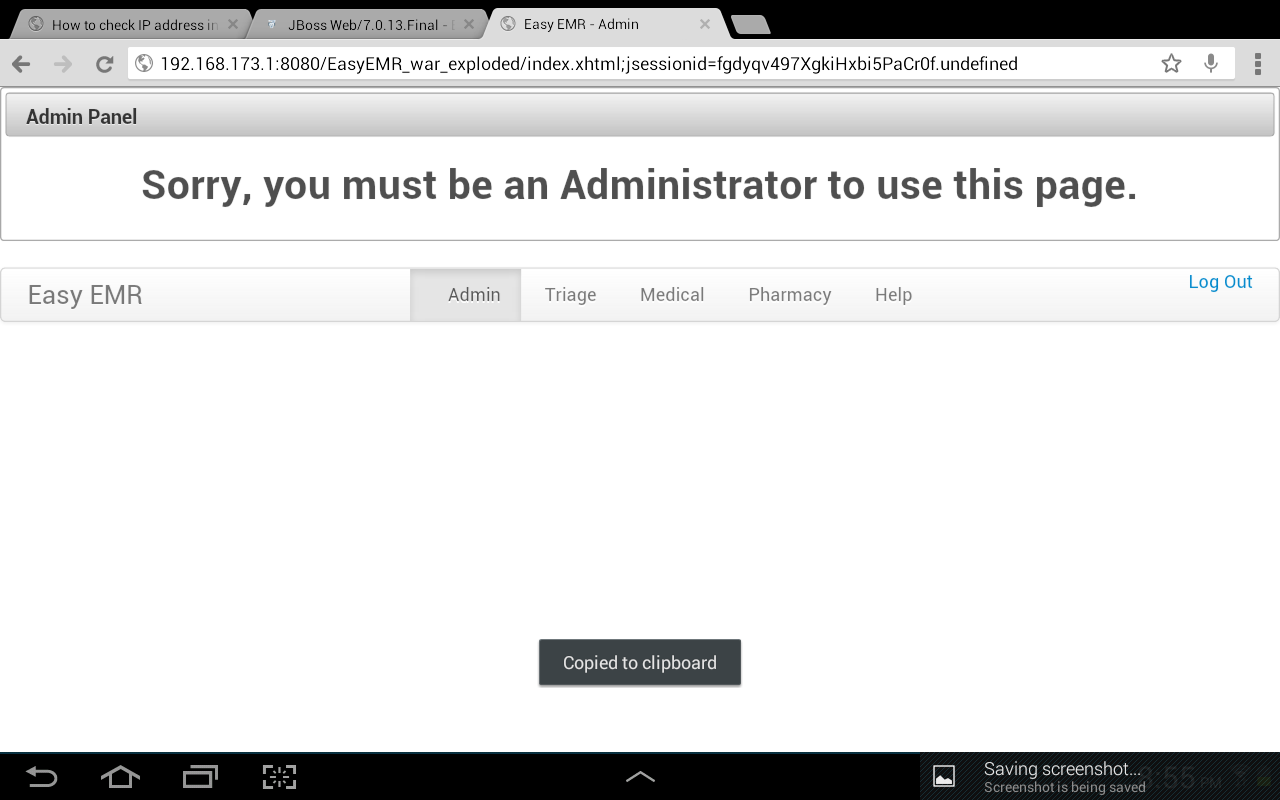 How to check IP address in
JBoss Web/7.0.13.Final -
Easy EMR - Admin
192.168.173.1:8080/EasyEMR_war_exploded/index.xhtml;jsessionid=fgdyqv497XgkiHxbi5PaCr0f.undefined
Admin Panel
Sorry, you must be an Administrator to use this page.
Easy EMR
Admin
Triage
Medical
Pharmacy
Help
Log Out
Copied to clipboard
Saving screenshot...
Screenshot is being saved
:55 PM